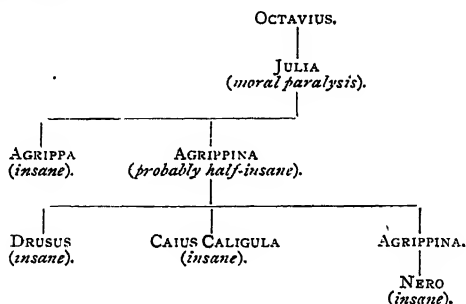 OCTAVIUS.
JULIA
(moral paralysis).
AGRIPPA
(insane).
AGRIPPINA
(probably half-insane).
DRUSUS
(insane).
CAIUS CALIGULA
(insane).
AGRIPPINA.
NERO
(insane).